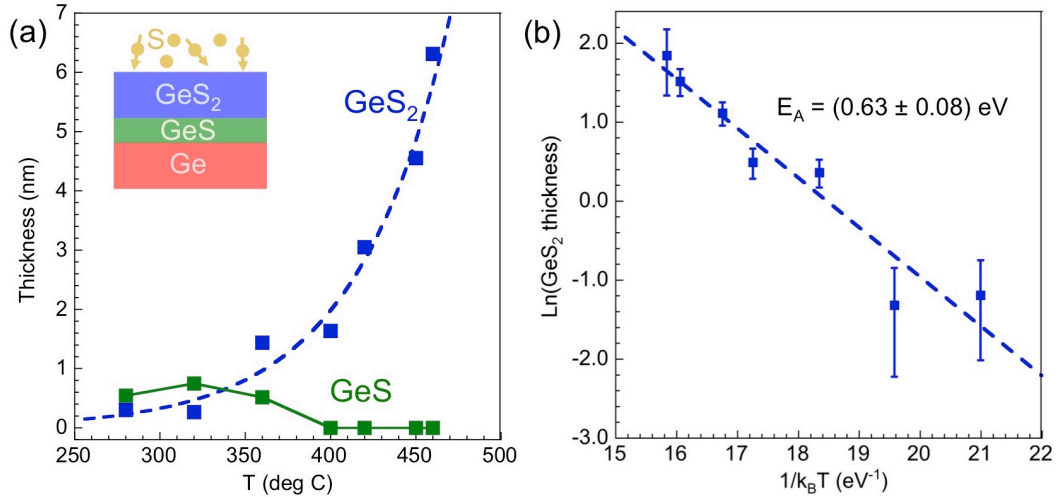 (a)
7
6
5
4
3
2
1
0
Thickness (nm)
250 300 350 400 450 500
T (deg C)
S
GeS₂
GeS
Ge
GeS₂
GeS
(b)
2.0
1.0
0.0
-1.0
-2.0
-3.0
Ln(GeS₂ thickness)
E_A = (0.63 ± 0.08) eV
15 16 17 18 19 20 21 22
1/k_BT (eV⁻¹)